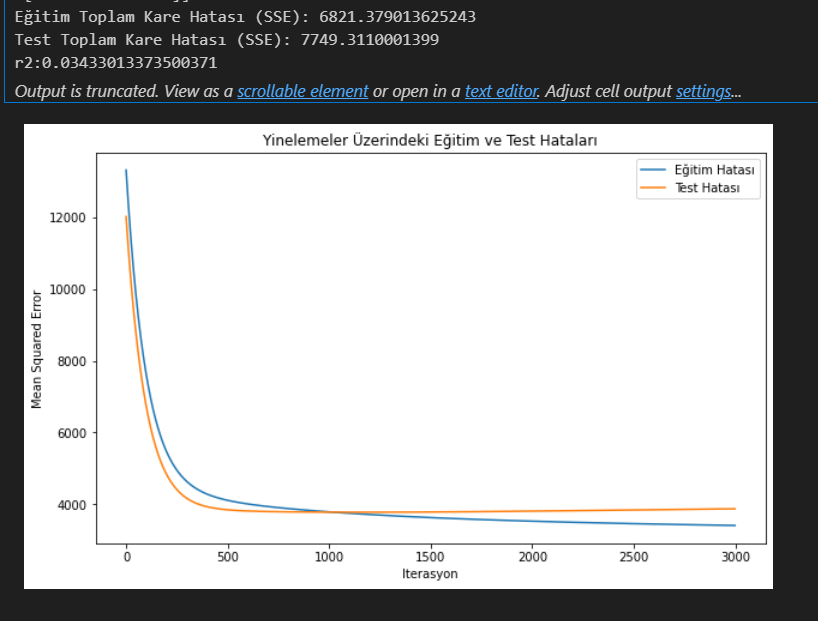 Eğitim Toplam Kare Hatası (SSE): 6821.379013625243
Test Toplam Kare Hatası (SSE): 7749.3110001399
r2:0.03433013373500371
Output is truncated. View as a scrollable element or open in a text editor. Adjust cell output settings...
Yinelemeler Üzerindeki Eğitim ve Test Hataları
Eğitim Hatası
Test Hatası
Mean Squared Error
12000
10000
8000
6000
4000
0 500 1000 1500 2000 2500 3000
Iterasyon